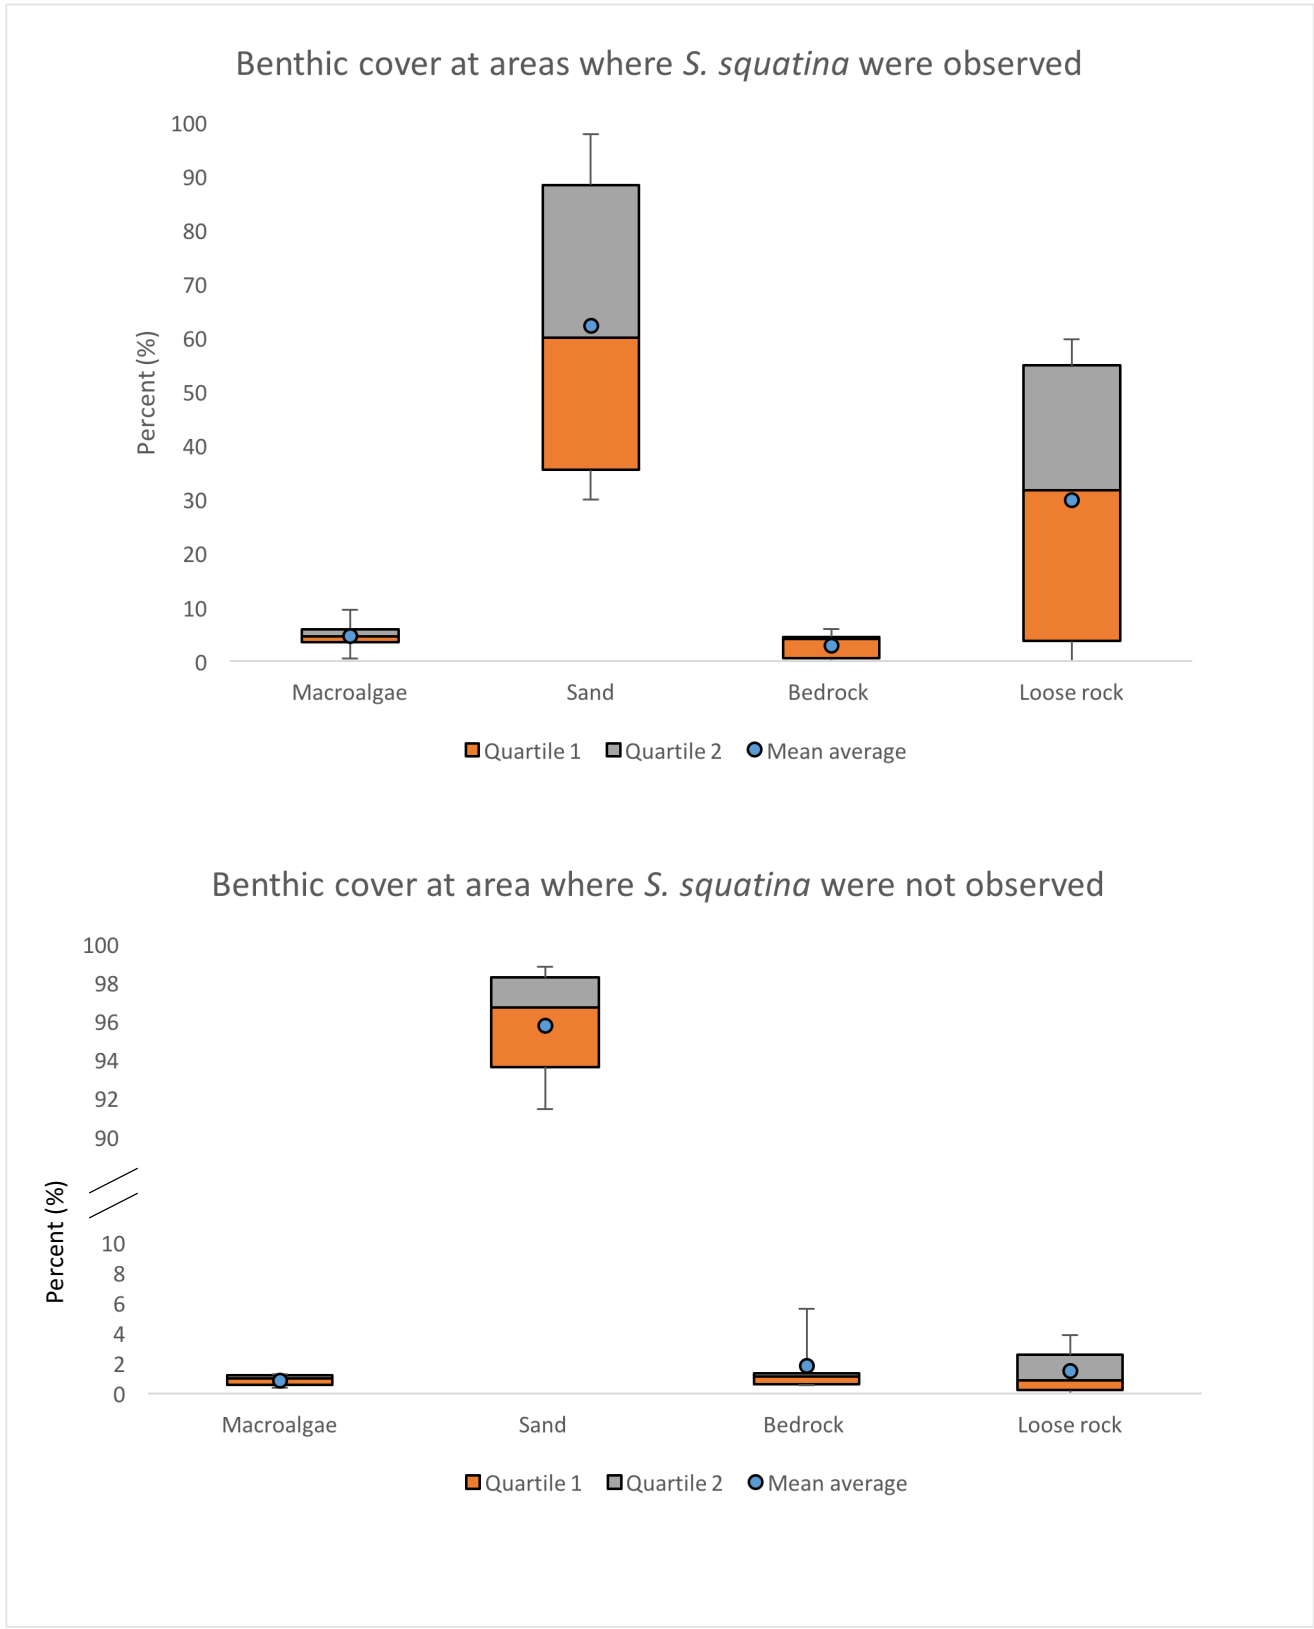 Benthic cover at areas where S. squatina were observed
100
90
80
70
60
50
40
30
20
10
0
Percent (%)
Macroalgae Sand Bedrock Loose rock
Quartile 1 Quartile 2 Mean average
Benthic cover at area where S. squatina were not observed
100
98
96
94
92
90
10
8
6
4
2
0
Percent (%)
Macroalgae Sand Bedrock Loose rock
Quartile 1 Quartile 2 Mean average